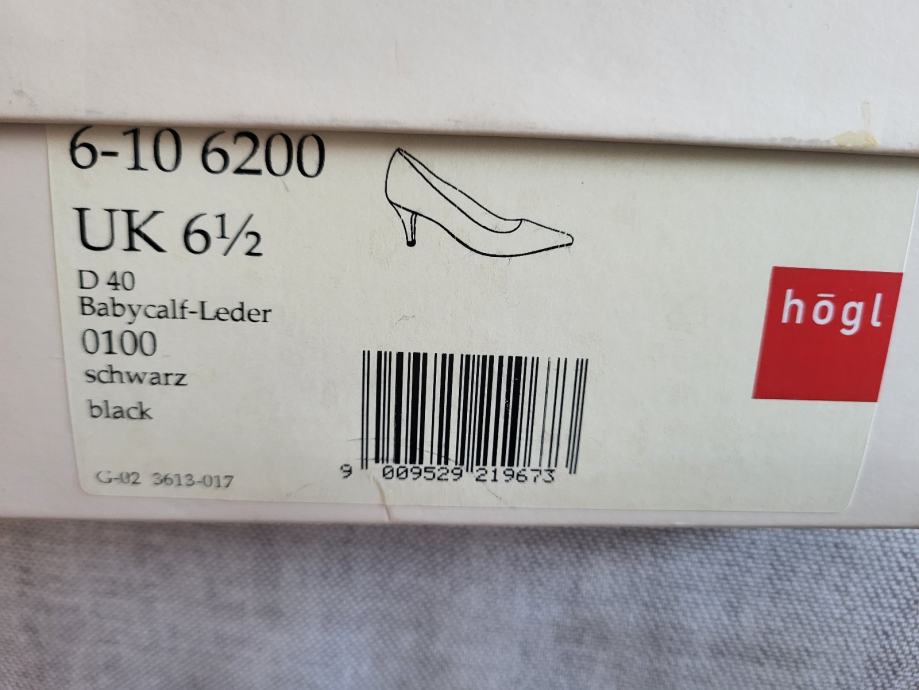 6-10 6200
UK 6½
D 40
Babycalf-Leder
0100
schwarz
black
G-02 3613-017
9 009529 219673
hōgl